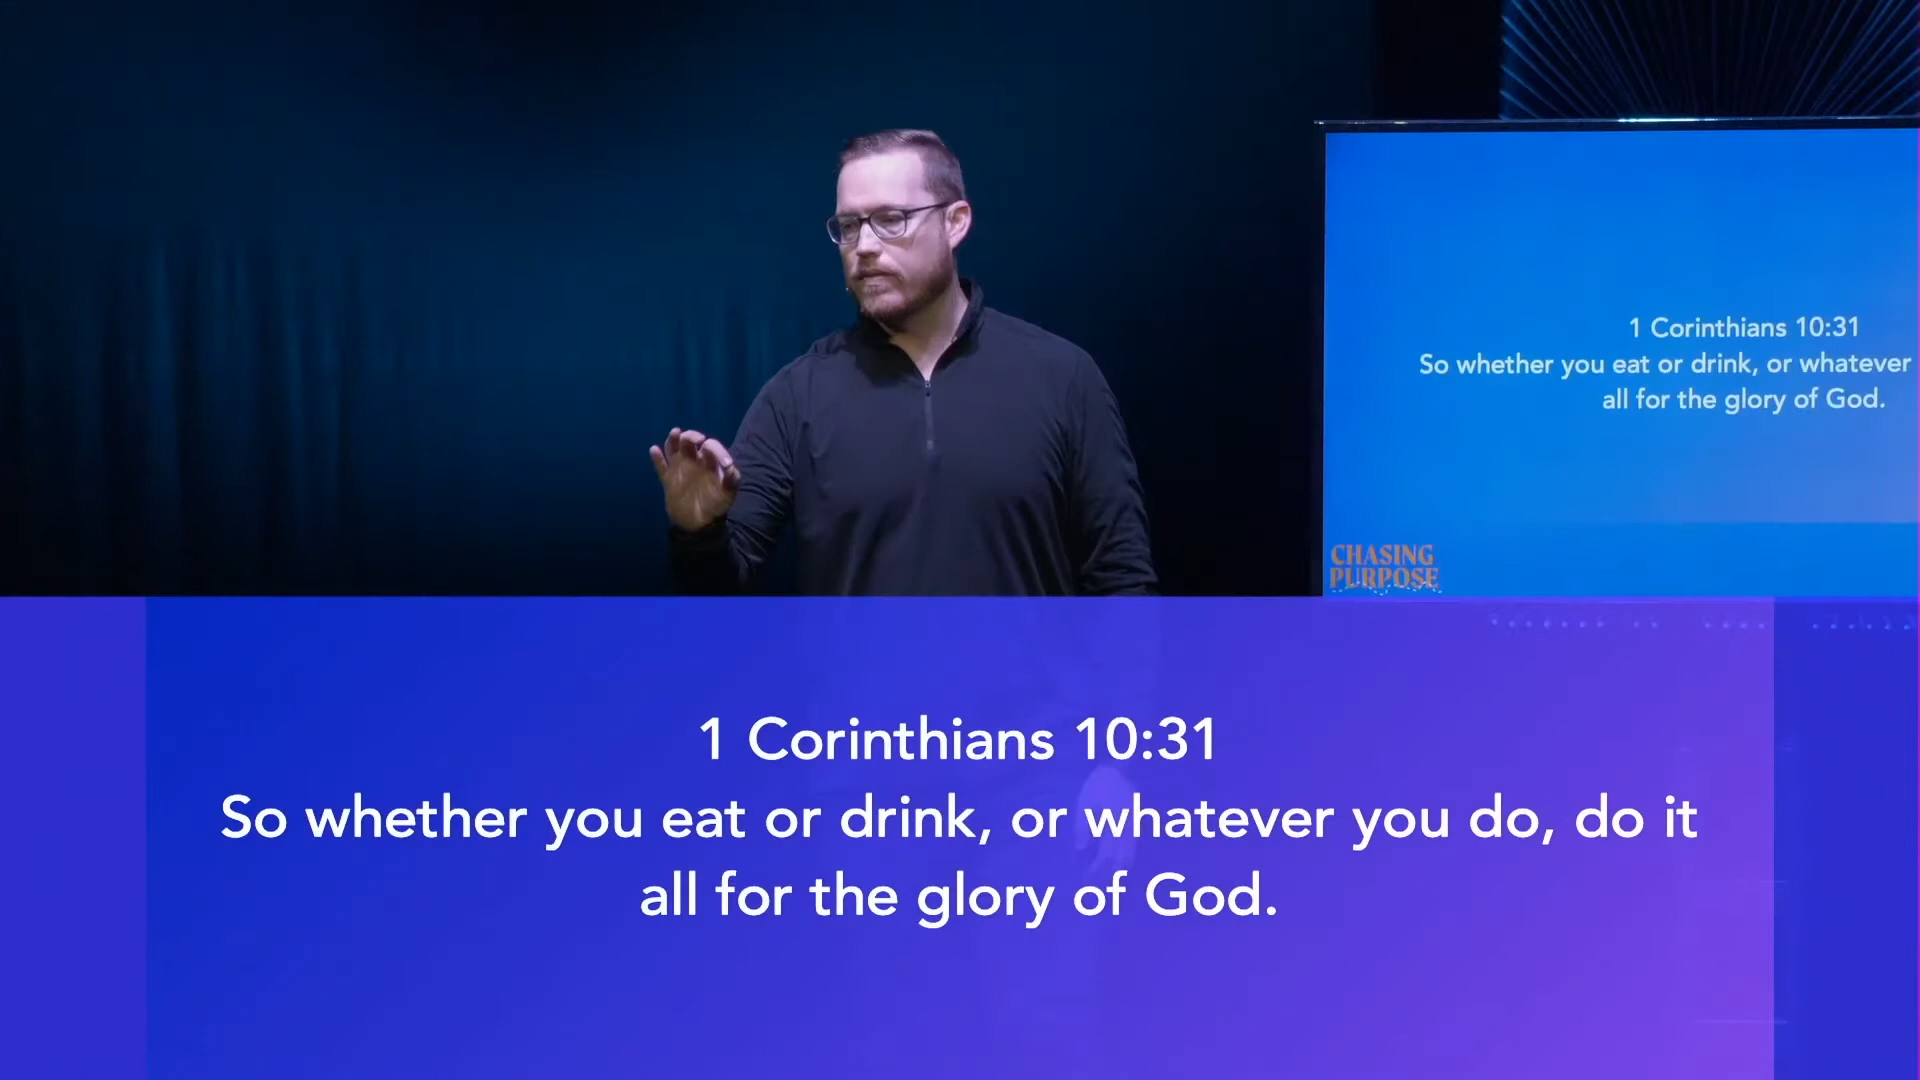 1 Corinthians 10:31
So whether you eat or drink, or whatever
all for the glory of God.
CHASING
PURPOSE
1 Corinthians 10:31
So whether you eat or drink, or whatever you do, do it
all for the glory of God.